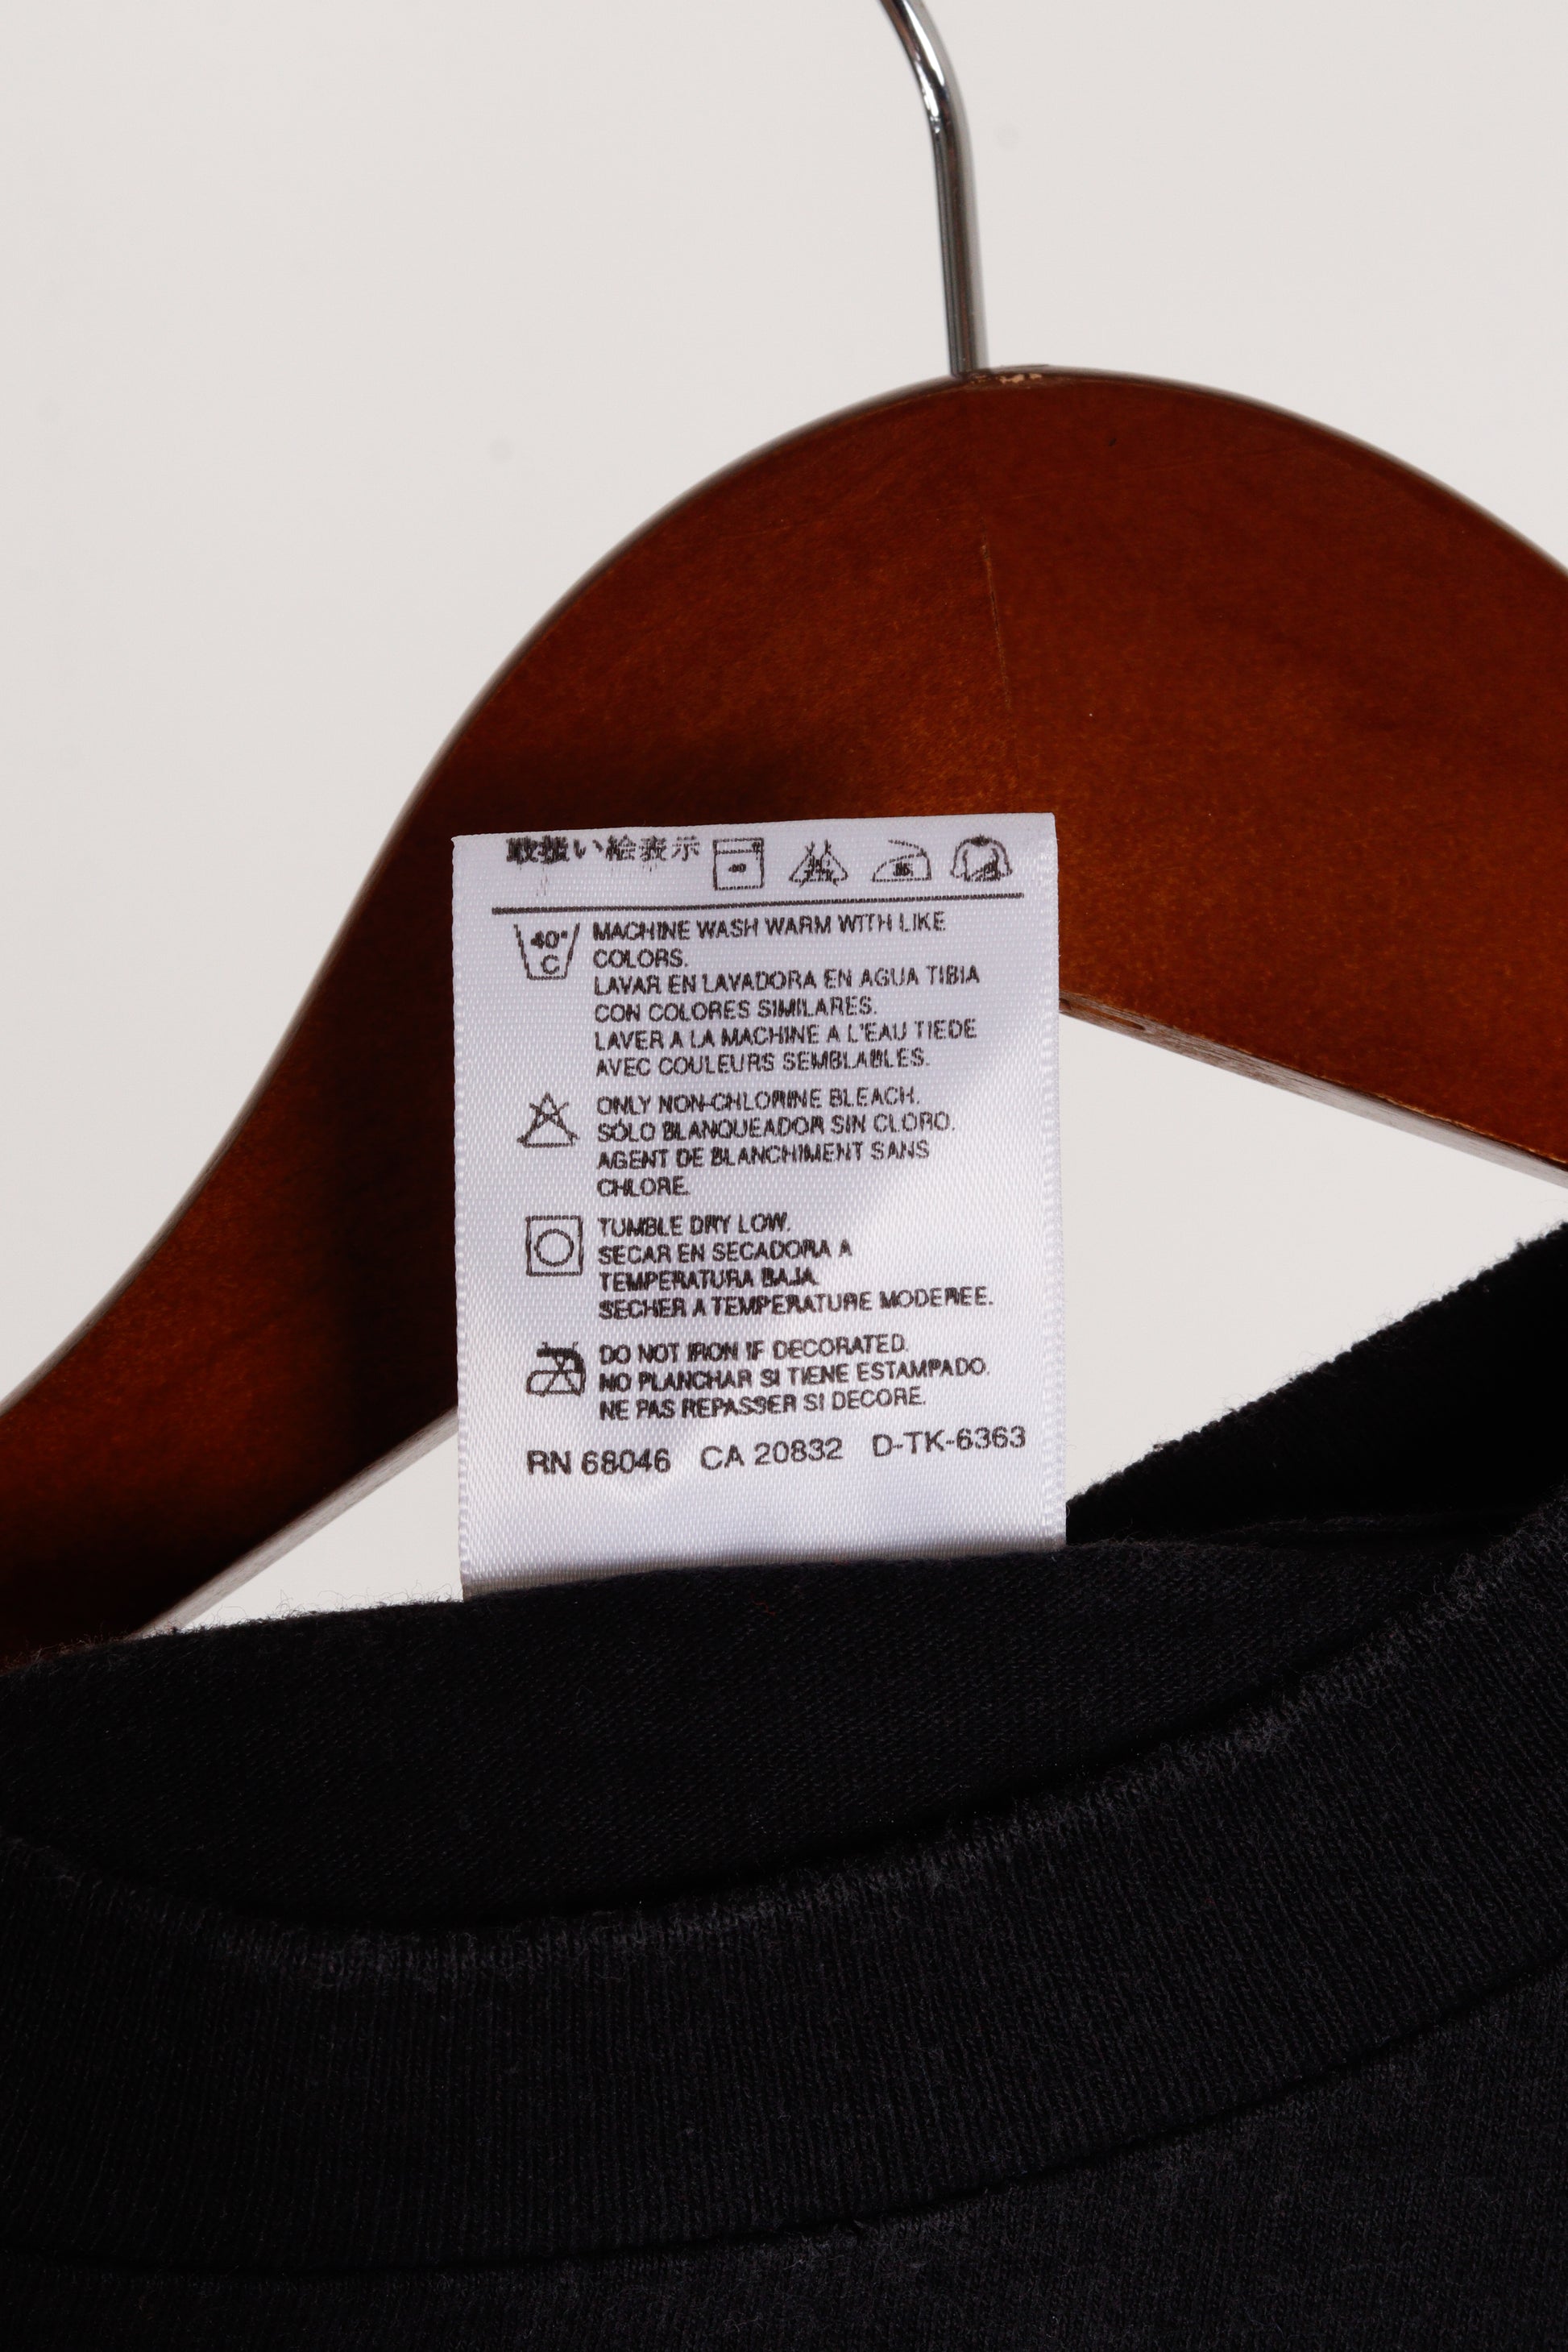 取扱い絵表示
40°
C
MACHINE WASH WARM WITH LIKE
COLORS.
LAVAR EN LAVADORA EN AGUA TIBIA
CON COLORES SIMILARES.
LAVER A LA MACHINE A L'EAU TIEDE
AVEC COULEURS SEMBLABLES.
ONLY NON-CHLORINE BLEACH.
SÓLO BLANQUEADOR SIN CLORO.
AGENT DE BLANCHIMENT SANS
CHLORE.
TUMBLE DRY LOW.
SECAR EN SECADORA A
TEMPERATURA BAJA.
SECHER A TEMPERATURE MODEREE.
DO NOT IRON IF DECORATED.
NO PLANCHAR SI TIENE ESTAMPADO.
NE PAS REPASSER SI DECORE.
RN 68046 CA 20832 D-TK-6363